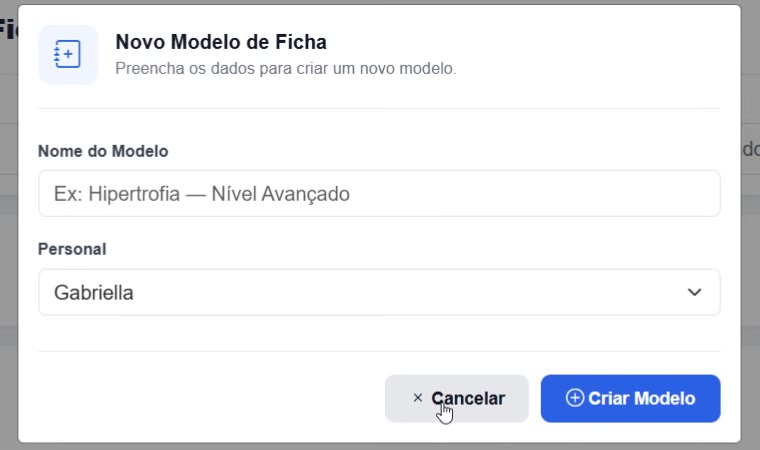 Novo Modelo de Ficha
Preencha os dados para criar um novo modelo.
Nome do Modelo
Ex: Hipertrofia — Nível Avançado
Personal
Gabriella
× Cancelar
Criar Modelo